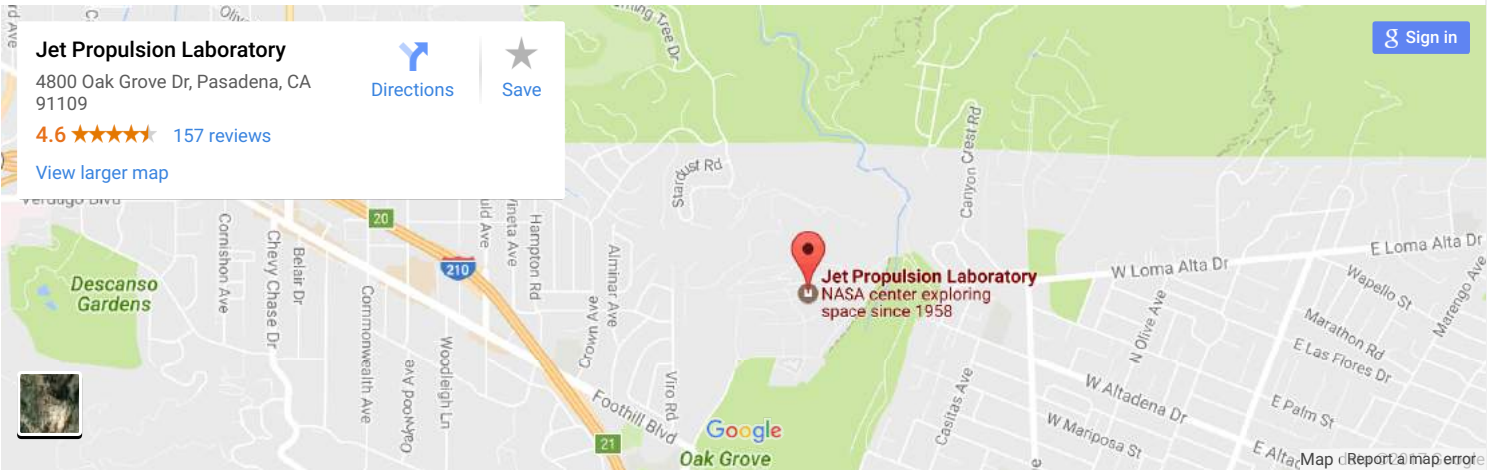 Jet Propulsion Laboratory
4800 Oak Grove Dr, Pasadena, CA
91109
4.6
157 reviews
View larger map
Directions
Save
Sign in
Stardust Rd
Canyon Crest Rd
20
210
21
Descanso
Gardens
Cornishon Ave
Chevy Chase Dr
Belair Dr
Commonwealth Ave
Oakwood Ave
Woodleigh Ln
Hampton Rd
Crown Ave
Alminar Ave
Viro Rd
Foothill Blvd
Jet Propulsion Laboratory
NASA center exploring
space since 1958
W Loma Alta Dr
E Loma Alta Dr
Wapello St
Marengo Ave
Marathon Rd
E Las Flores Dr
N Olive Ave
W Altadena Dr
E Palm St
W Mariposa St
Casitas Ave
Google
Oak Grove
Map
Report a map error